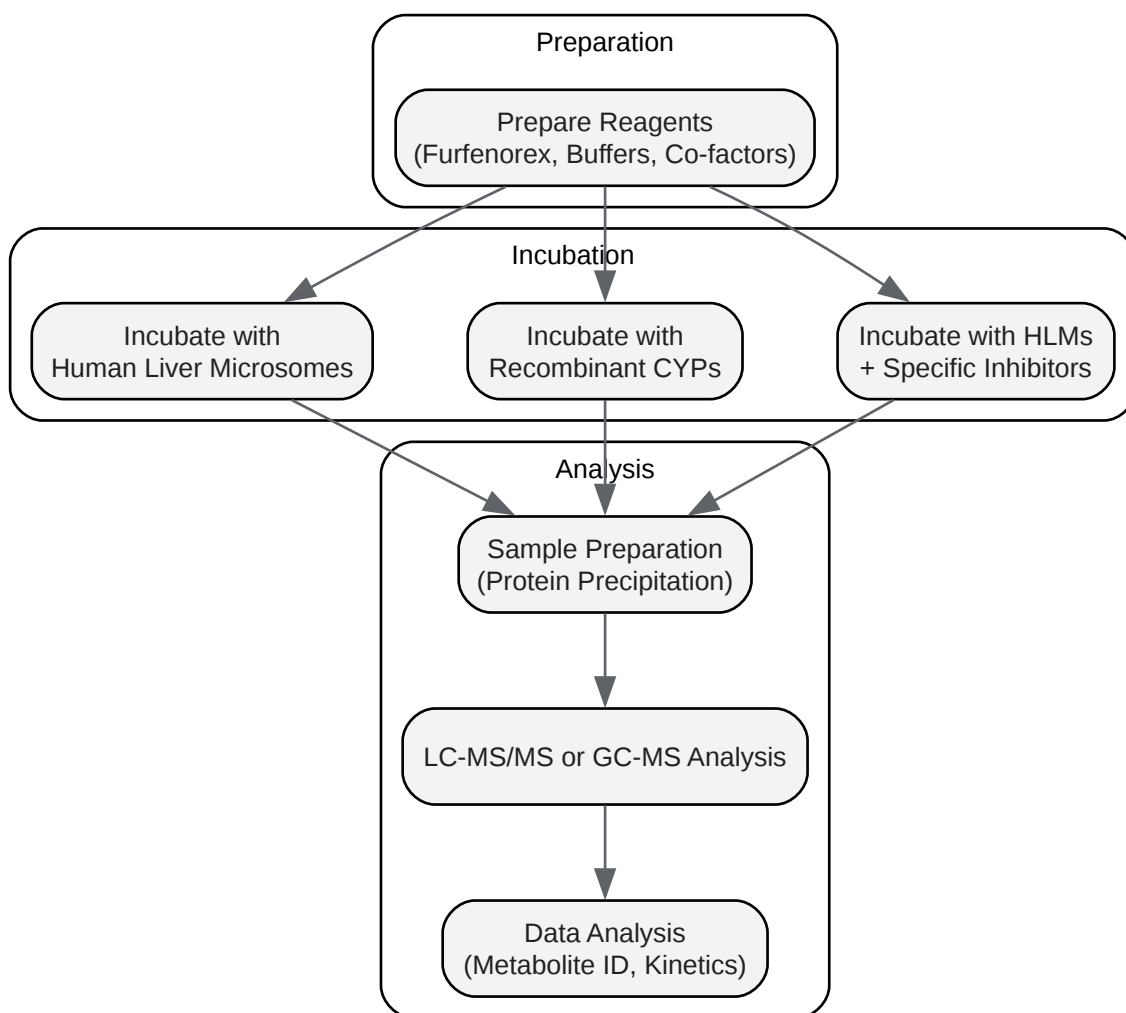 Preparation
Prepare Reagents
(Furfenorex, Buffers, Co-factors)
Incubation
Incubate with
Human Liver Microsomes
Incubate with
Recombinant CYPs
Incubate with HLMs
+ Specific Inhibitors
Analysis
Sample Preparation
(Protein Precipitation)
LC-MS/MS or GC-MS Analysis
Data Analysis
(Metabolite ID, Kinetics)